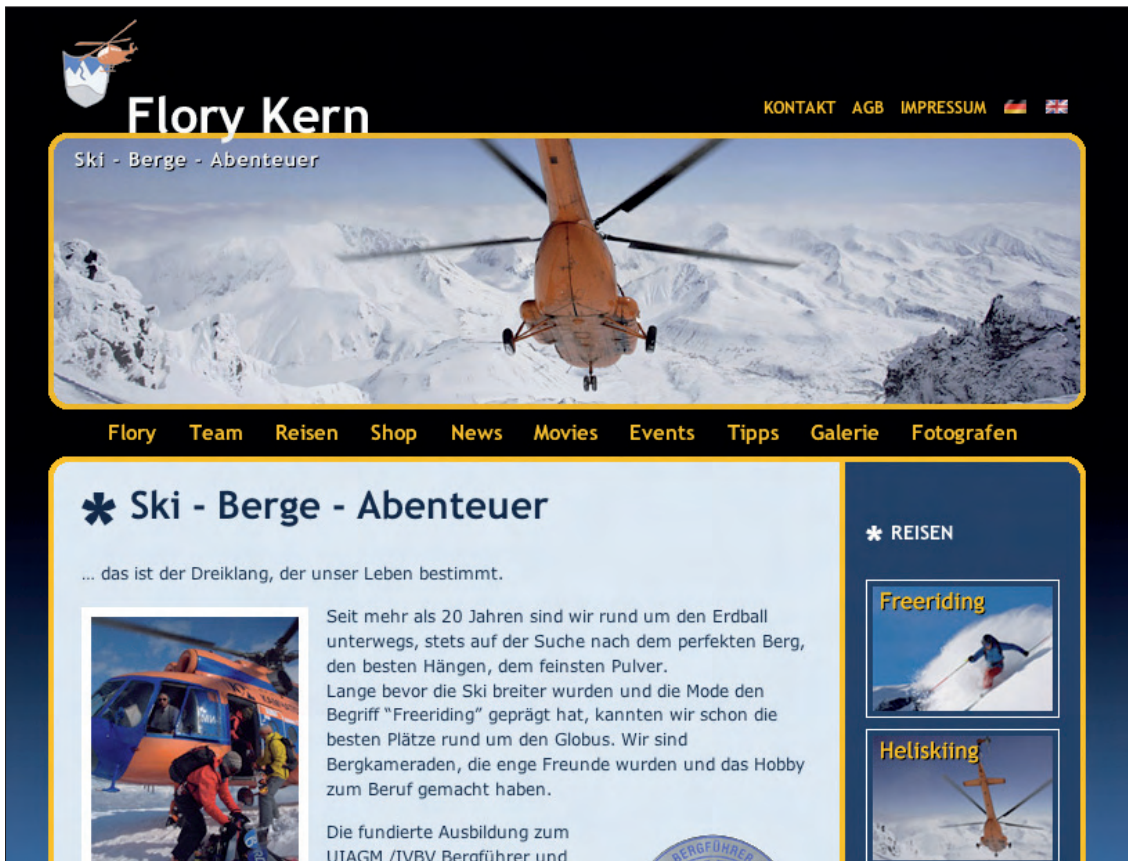 Flory Kern
KONTAKT AGB IMPRESSUM
Ski - Berge - Abenteuer
Flory Team Reisen Shop News Movies Events Tipps Galerie Fotografen
* Ski - Berge - Abenteuer
... das ist der Dreiklang, der unser Leben bestimmt.
Seit mehr als 20 Jahren sind wir rund um den Erdball
unterwegs, stets auf der Suche nach dem perfekten Berg,
den besten Hängen, dem feinsten Pulver.
Lange bevor die Ski breiter wurden und die Mode den
Begriff “Freeriding” geprägt hat, kannten wir schon die
besten Plätze rund um den Globus. Wir sind
Bergkameraden, die enge Freunde wurden und das Hobby
zum Beruf gemacht haben.
Die fundierte Ausbildung zum
UIAGM /IVBV Bergführer und
BERGFÜHRER
* REISEN
Freeriding
Heliskiing